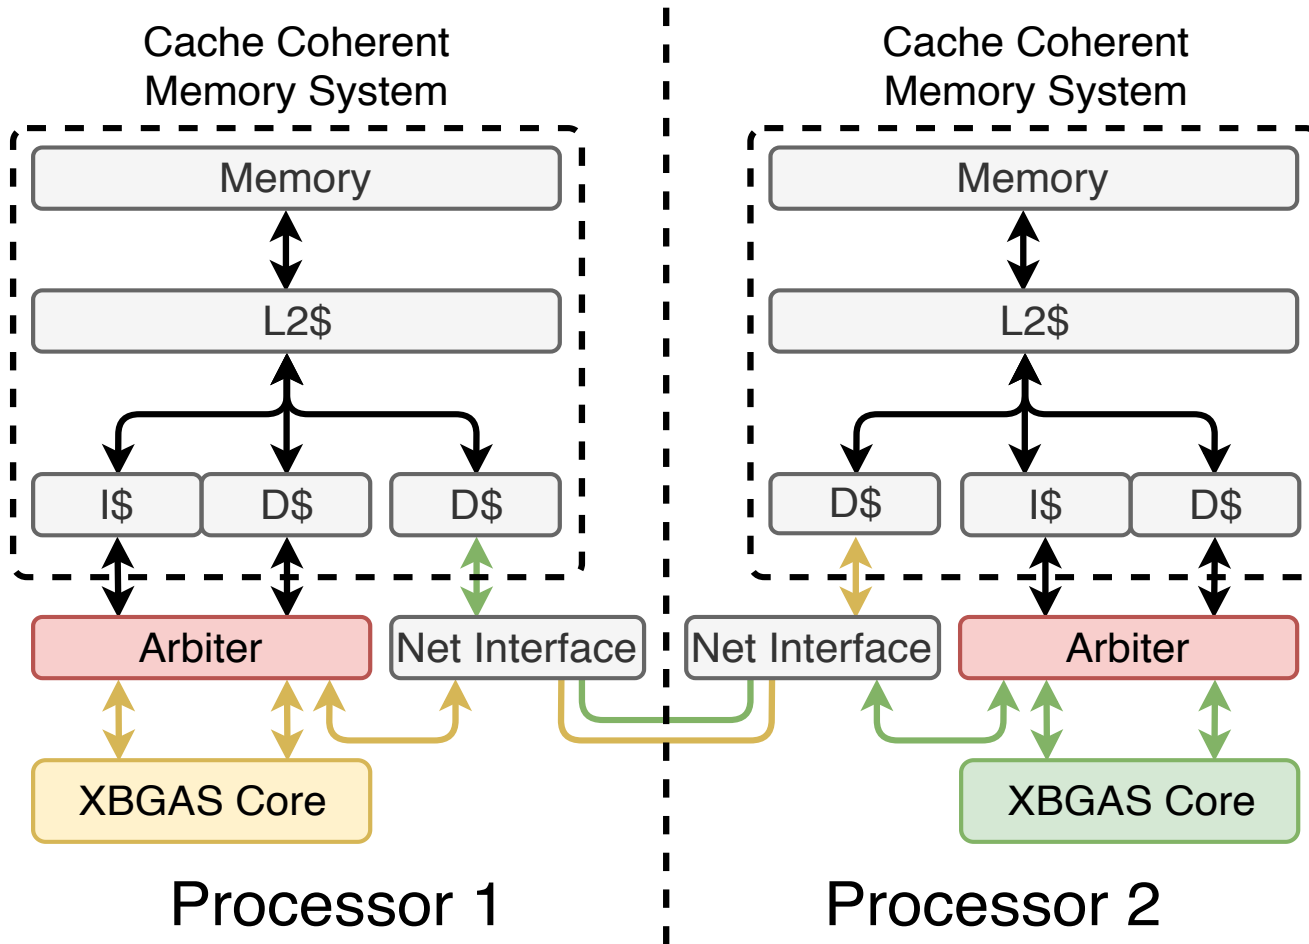 Cache Coherent
Memory System
Memory
L2$
I$
D$
D$
Arbiter
Net Interface
XBGAS Core
Processor 1
Cache Coherent
Memory System
Memory
L2$
D$
I$
D$
Net Interface
Arbiter
XBGAS Core
Processor 2